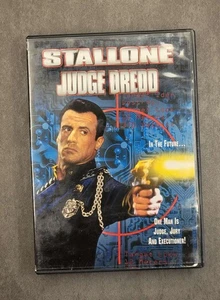 STALLONE
JUDGE DREDD
IN THE FUTURE...
ONE MAN IS
JUDGE, JURY
AND EXECUTIONER!